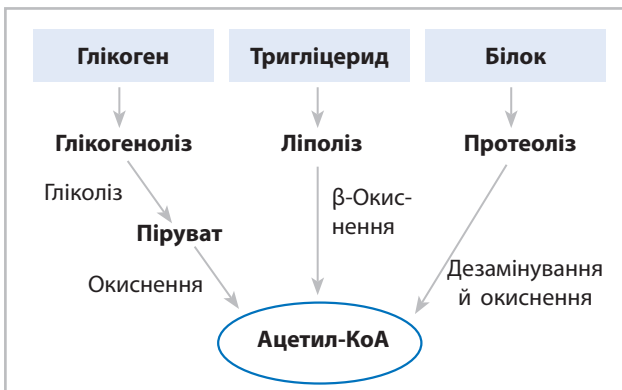 Глікоген Тригліцерид Білок
Глікогеноліз Ліполіз Протеоліз
Гліколіз
β-Окис-
нення
Піруват
Окиснення
Дезамінування
й окиснення
Ацетил-КоА